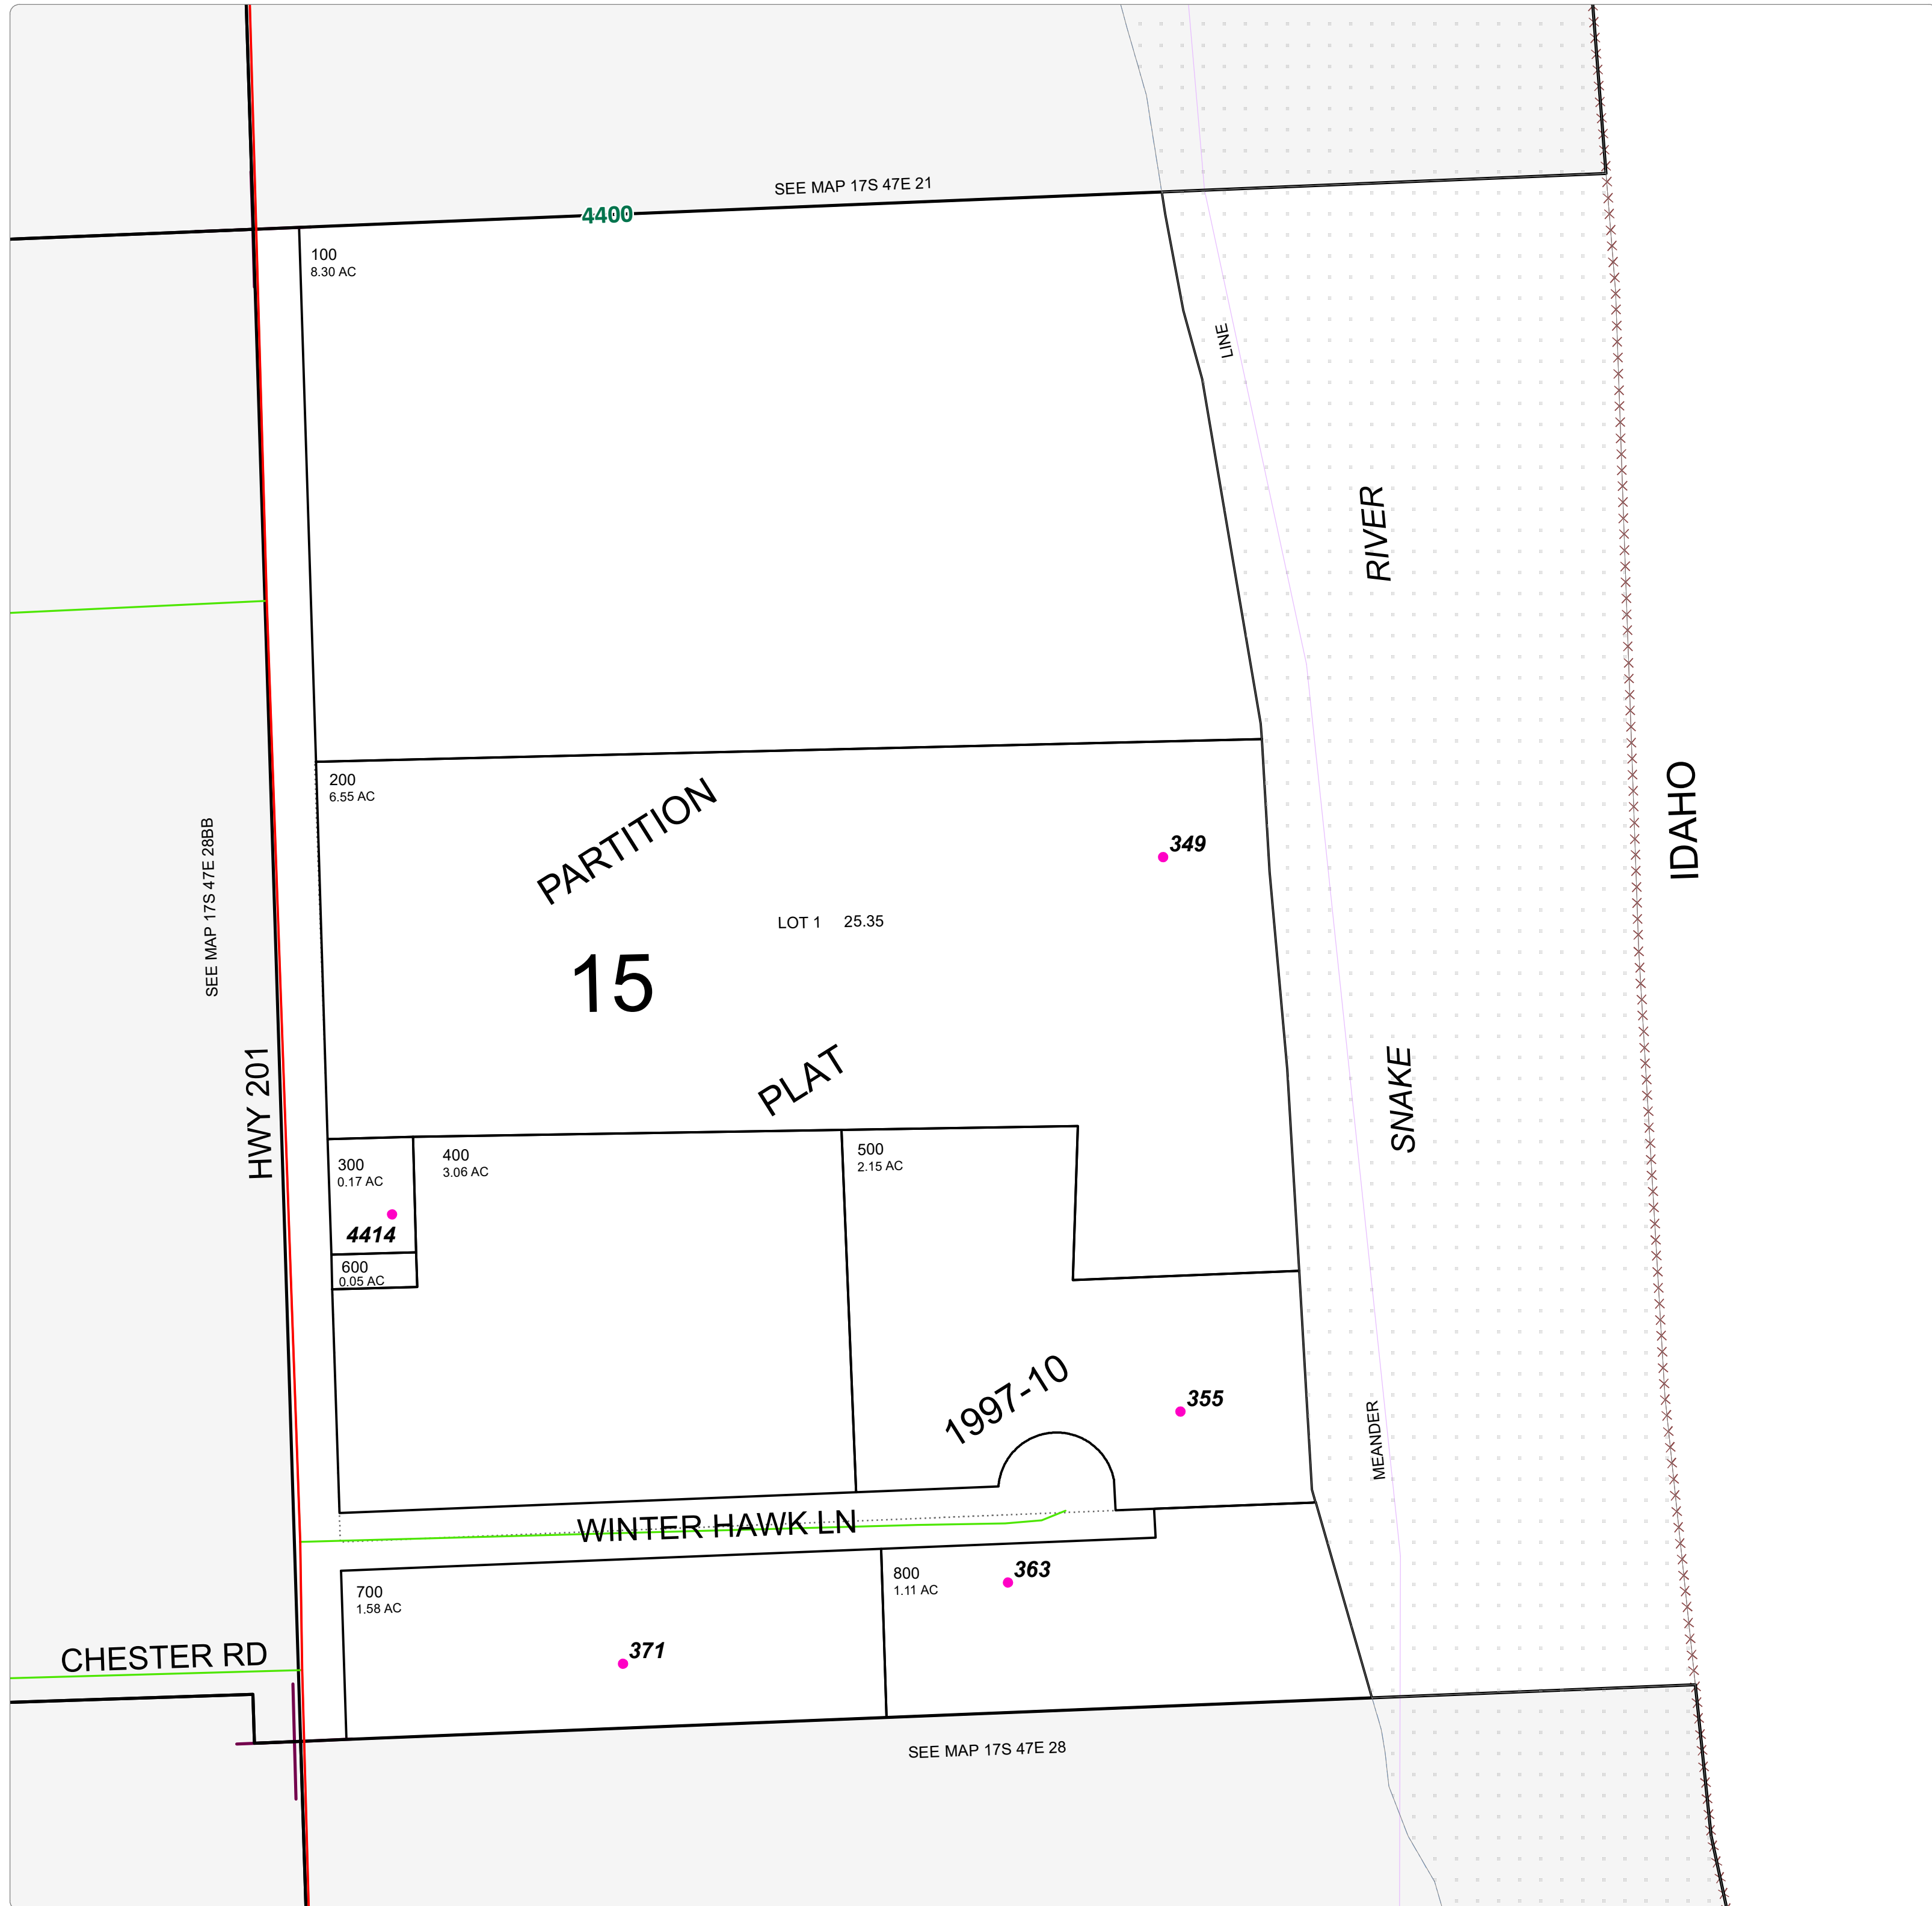 SEE MAP 17S 47E 21
4400
100
8.30 AC
LINE
RIVER
IDAHO
200
6.55 AC
PARTITION
349
LOT 1 25.35
15
SEE MAP 17S 47E 28BB
PLAT
HWY 201
SNAKE
300
0.17 AC
4414
400
3.06 AC
500
2.15 AC
600
0.05 AC
1997-10
355
MEANDER
WINTER HAWK LN
700
1.58 AC
800
1.11 AC
363
371
CHESTER RD
SEE MAP 17S 47E 28